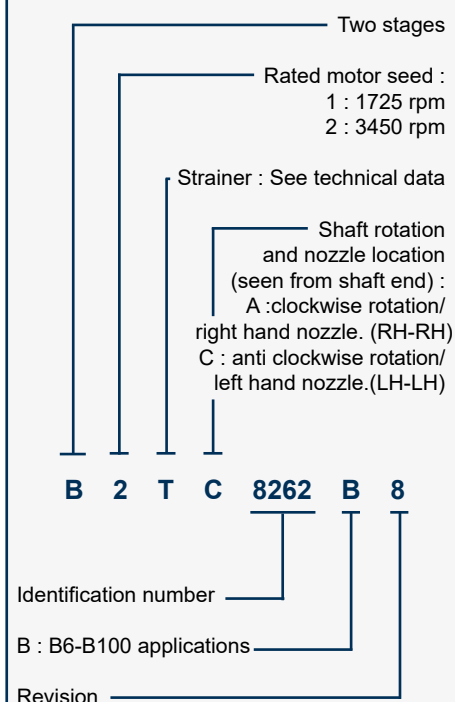 Two stages
Rated motor seed :
1 : 1725 rpm
2 : 3450 rpm
Strainer : See technical data
Shaft rotation
and nozzle location
(seen from shaft end) :
A :clockwise rotation/
right hand nozzle. (RH-RH)
C : anti clockwise rotation/
left hand nozzle.(LH-LH)
B 2 T C 8262 B 8
Identification number
B : B6-B100 applications
Revision